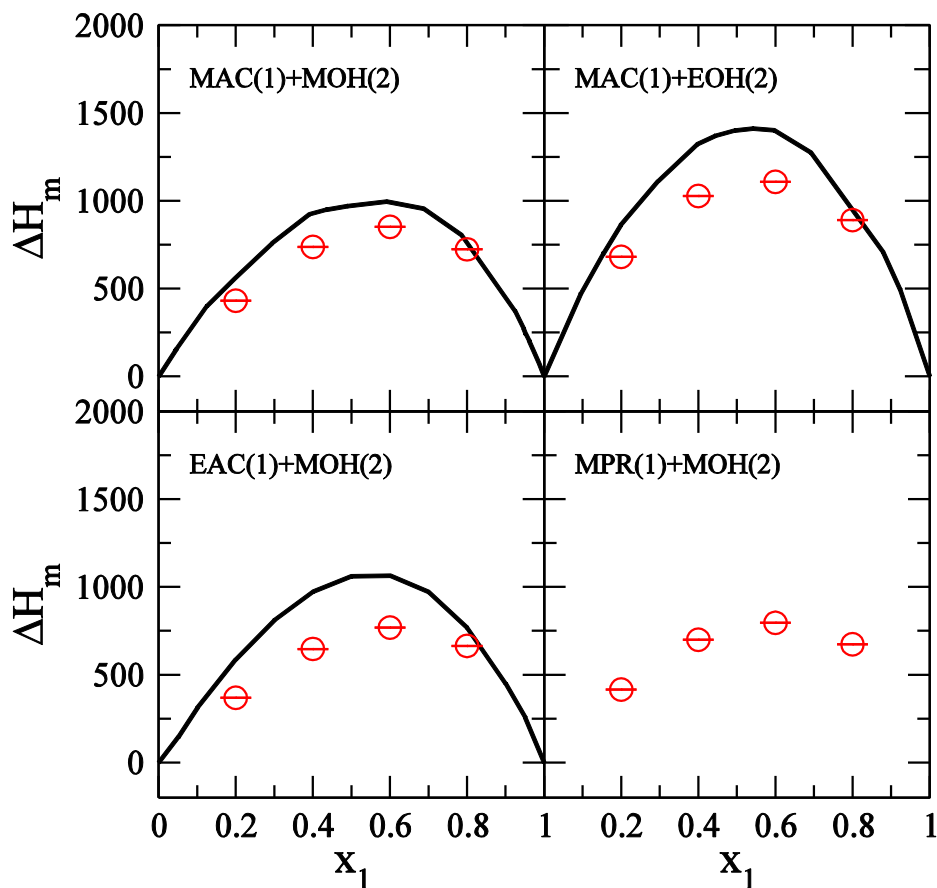 2000
MAC(1)+MOH(2)
MAC(1)+EOH(2)
1500
1000
ΔHm
500
0
2000
EAC(1)+MOH(2)
MPR(1)+MOH(2)
1500
1000
ΔHm
500
0
0 0.2 0.4 0.6 0.8 1 0.2 0.4 0.6 0.8 1
x1 x1